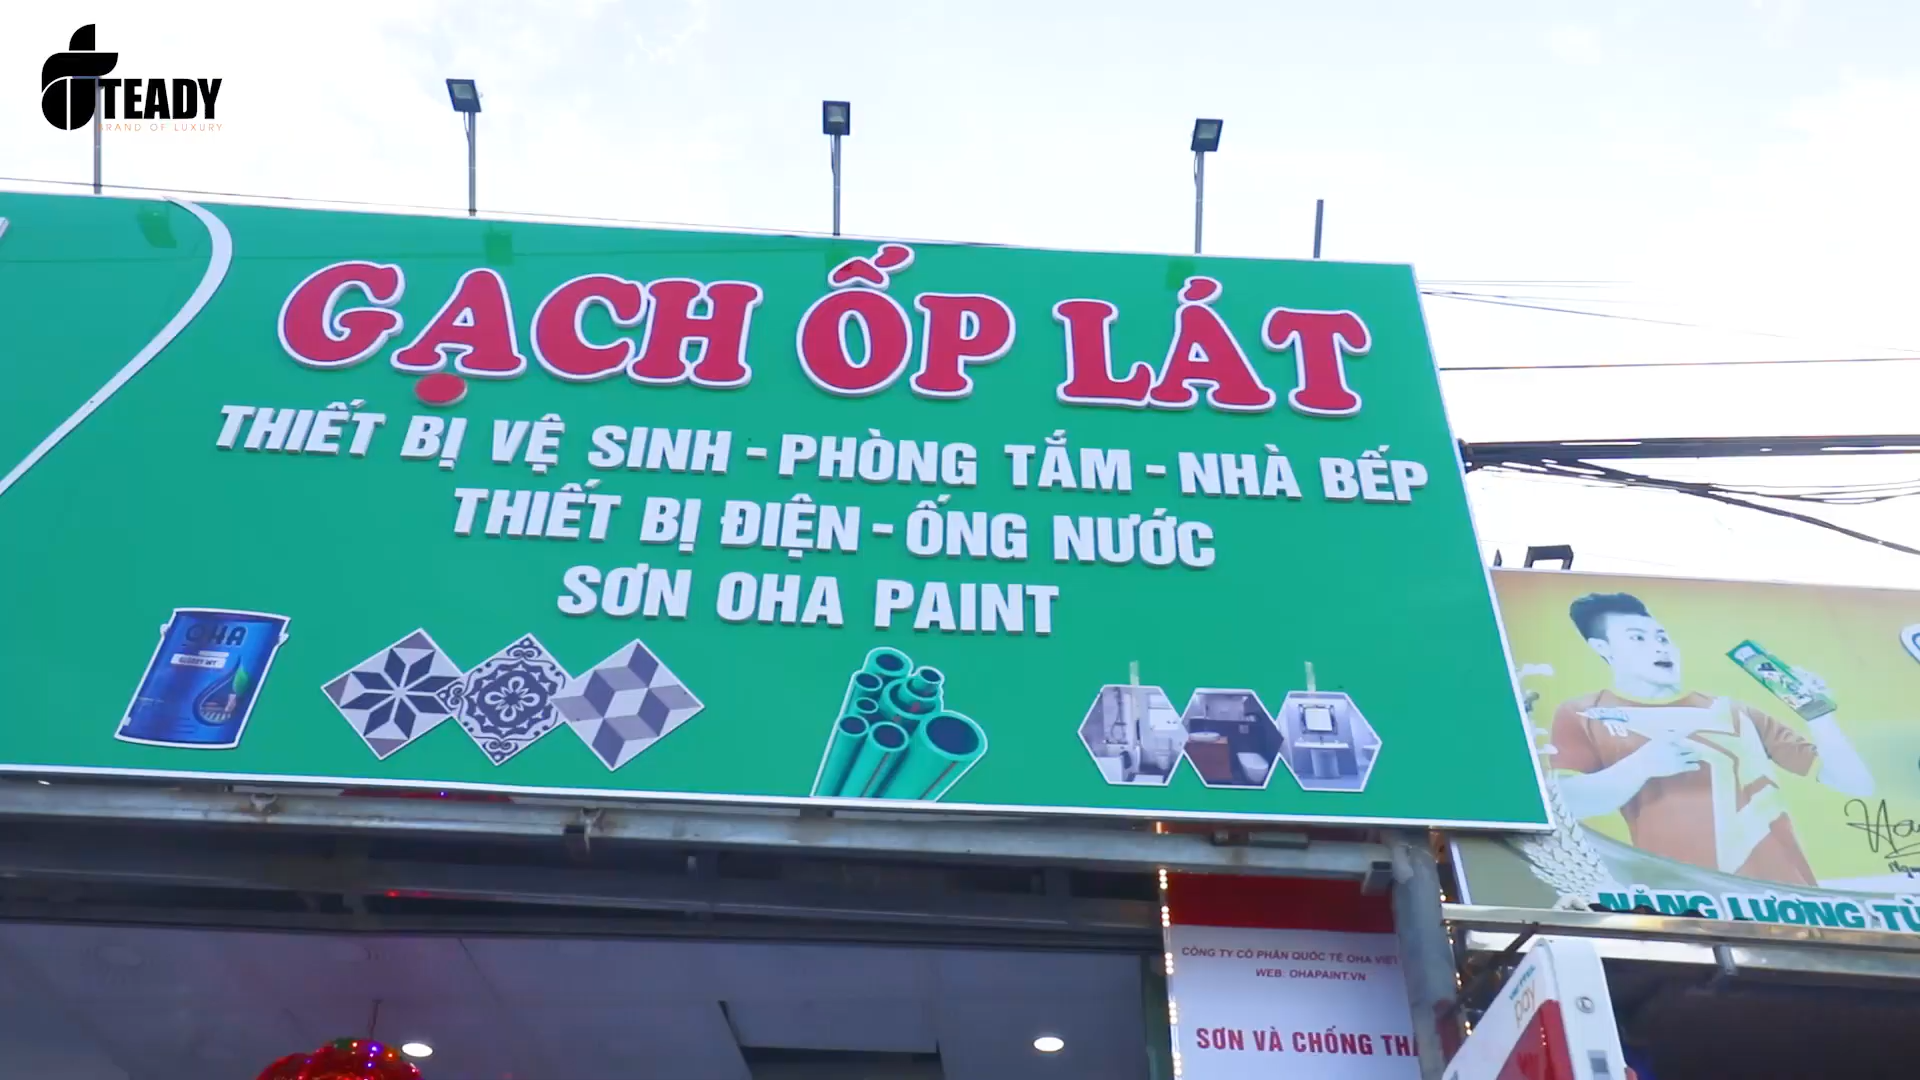 TEADY
BRAND OF LUXURY
GẠCH ỐP LÁT
THIẾT BỊ VỆ SINH - PHÒNG TẮM - NHÀ BẾP
THIẾT BỊ ĐIỆN - ỐNG NƯỚC
SƠN OHA PAINT
OHA
NĂNG LƯỢNG TỪ
CÔNG TY CỔ PHẦN QUỐC TẾ OHA VIỆT
WEB: OHAPAINT.VN
SƠN VÀ CHỐNG
pay